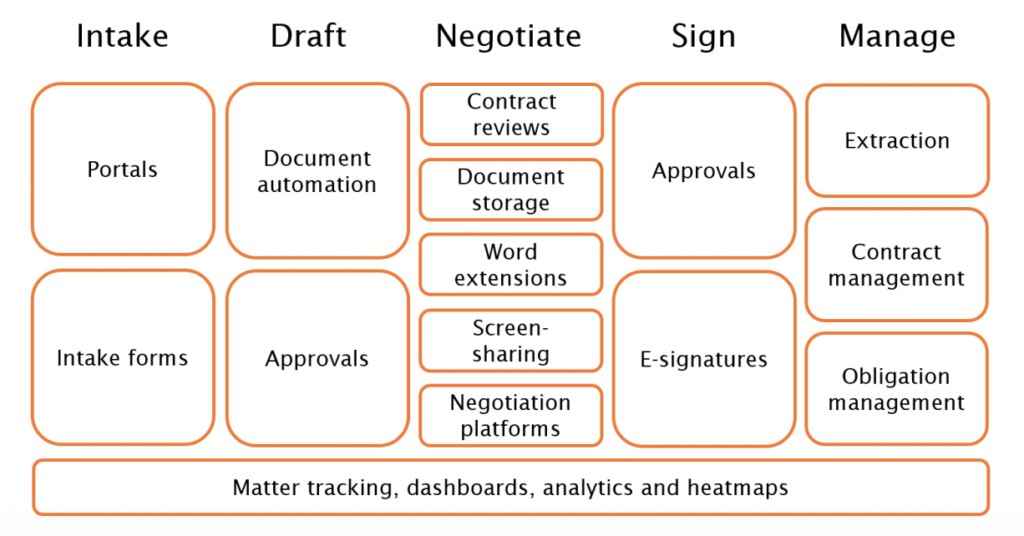 Intake
Draft
Negotiate
Sign
Manage
Portals
Intake forms
Document
automation
Approvals
Contract
reviews
Document
storage
Word
extensions
Screen-
sharing
Negotiation
platforms
Approvals
E-signatures
Extraction
Contract
management
Obligation
management
Matter tracking, dashboards, analytics and heatmaps